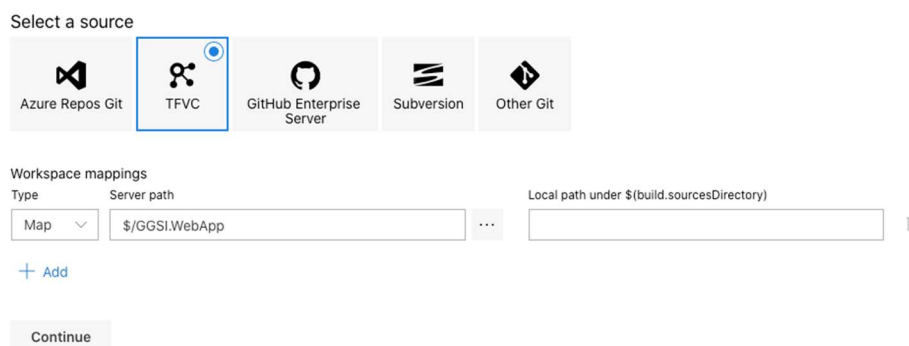 Select a source
Azure Repos Git
TFVC
GitHub Enterprise
Server
Subversion
Other Git
Workspace mappings
Type
Server path
Local path under $(build.sourcesDirectory)
Map
$/GGSI.WebApp
...
+ Add
Continue